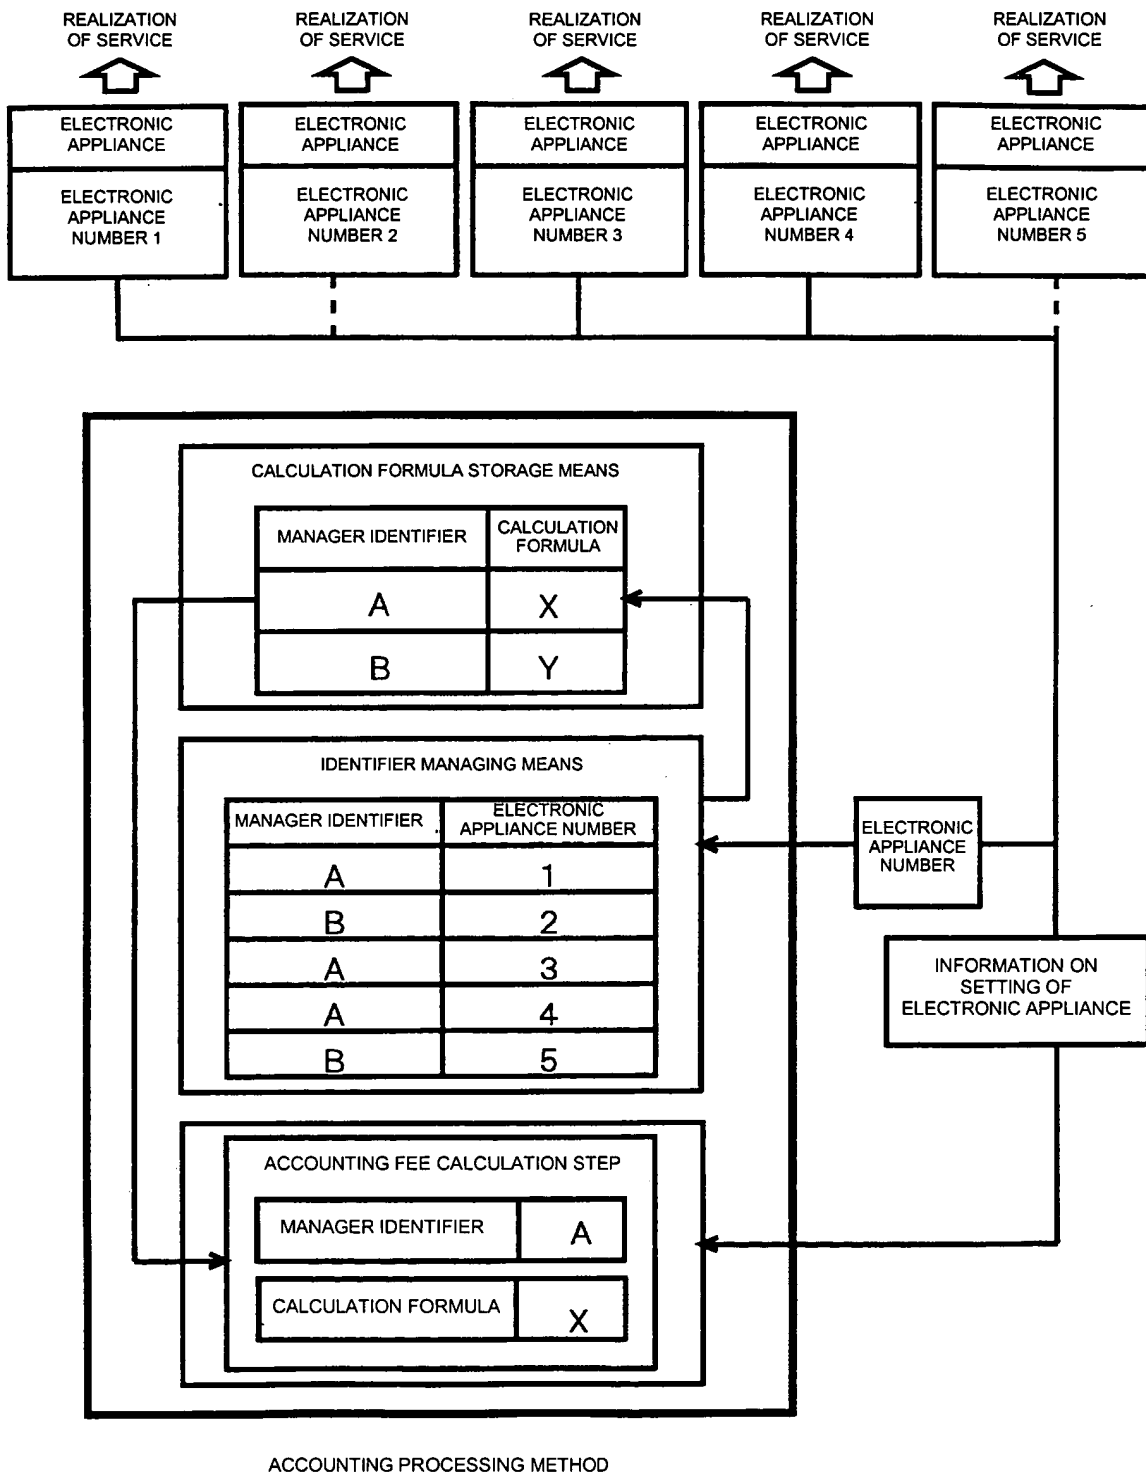 REALIZATION
OF SERVICE
REALIZATION
OF SERVICE
REALIZATION
OF SERVICE
REALIZATION
OF SERVICE
REALIZATION
OF SERVICE
ELECTRONIC
APPLIANCE
ELECTRONIC
APPLIANCE
ELECTRONIC
APPLIANCE
ELECTRONIC
APPLIANCE
ELECTRONIC
APPLIANCE
ELECTRONIC
APPLIANCE
NUMBER 1
ELECTRONIC
APPLIANCE
NUMBER 2
ELECTRONIC
APPLIANCE
NUMBER 3
ELECTRONIC
APPLIANCE
NUMBER 4
ELECTRONIC
APPLIANCE
NUMBER 5
CALCULATION FORMULA STORAGE MEANS
MANAGER IDENTIFIER
CALCULATION
FORMULA
A
X
B
Y
IDENTIFIER MANAGING MEANS
MANAGER IDENTIFIER
ELECTRONIC
APPLIANCE NUMBER
A
1
B
2
A
3
A
4
B
5
ELECTRONIC
APPLIANCE
NUMBER
INFORMATION ON
SETTING OF
ELECTRONIC APPLIANCE
ACCOUNTING FEE CALCULATION STEP
MANAGER IDENTIFIER
A
CALCULATION FORMULA
X
ACCOUNTING PROCESSING METHOD